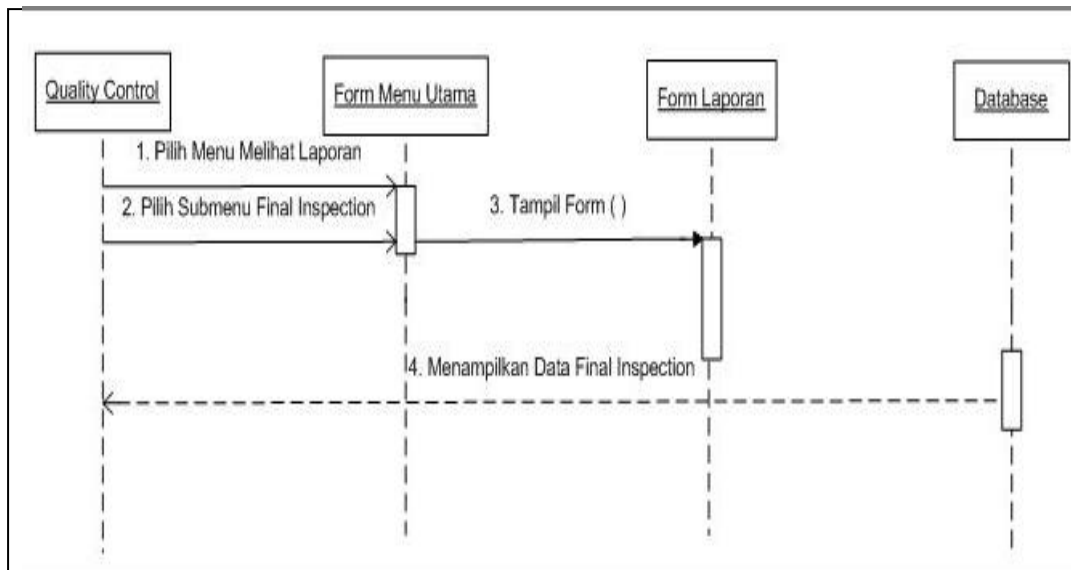 Quality Control
Form Menu Utama
Form Laporan
Database
1. Pilih Menu Melihat Laporan
2. Pilih Submenu Final Inspection
3. Tampil Form ( )
4. Menampilkan Data Final Inspection